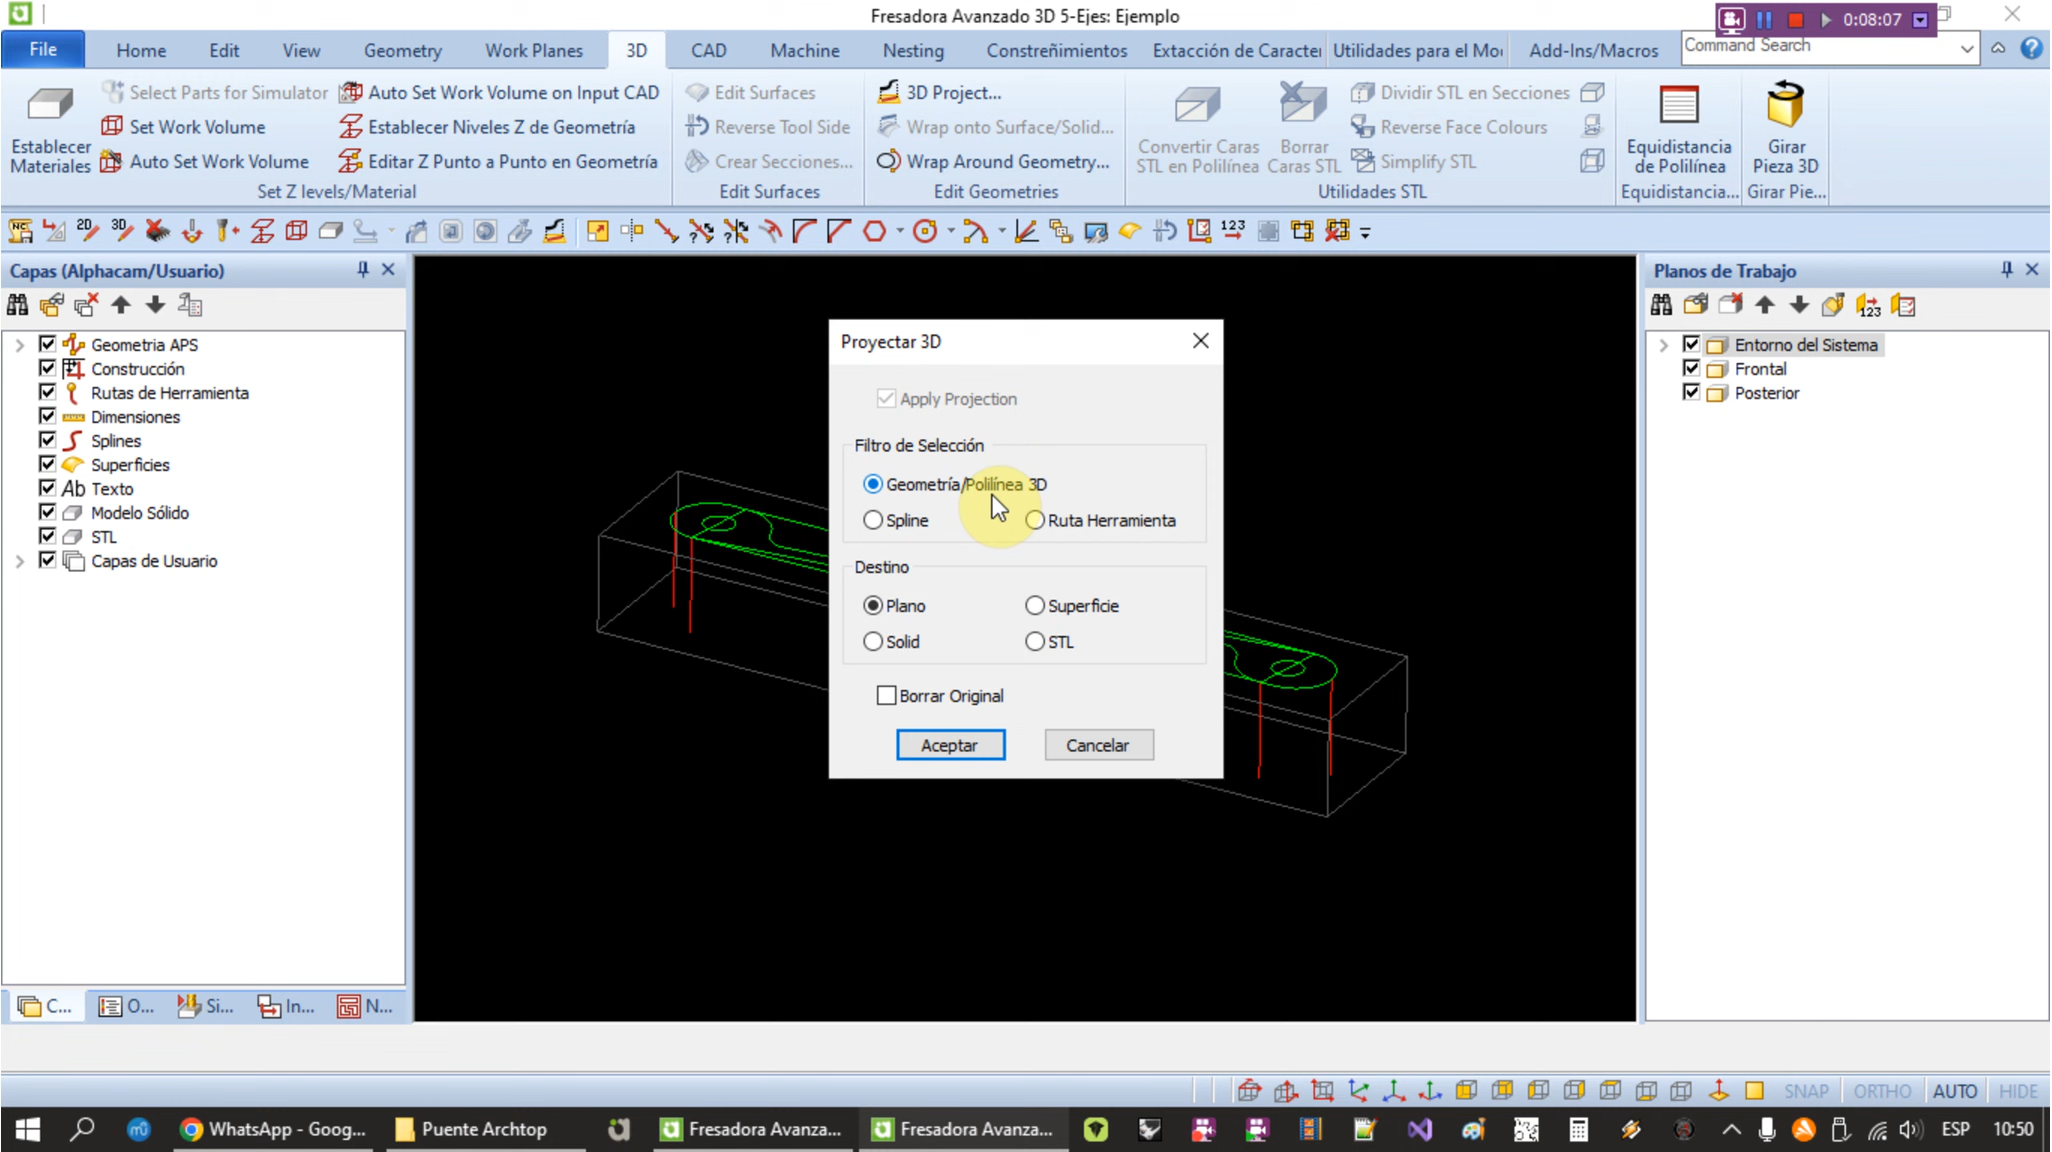 Fresadora Avanzado 3D 5-Ejes: Ejemplo
0:08:07
File
Home
Edit
View
Geometry
Work Planes
3D
CAD
Machine
Nesting
Constreñimientos
Extacción de Caracter
Utilidades para el Mo
Add-Ins/Macros
Command Search
Establecer
Materiales
Select Parts for Simulator
Set Work Volume
Auto Set Work Volume
Auto Set Work Volume on Input CAD
Establecer Niveles Z de Geometría
Editar Z Punto a Punto en Geometría
Set Z levels/Material
Edit Surfaces
Reverse Tool Side
Crear Secciones...
Edit Surfaces
3D Project...
Wrap onto Surface/Solid...
Wrap Around Geometry...
Edit Geometries
Convertir Caras
STL en Polilínea
Borrar
Caras STL
Dividir STL en Secciones
Reverse Face Colours
Simplify STL
Utilidades STL
Equidistancia
de Polilínea
Equidistancia...
Girar
Pieza 3D
Girar Pie...
NC
2D
3D
123
Capas (Alphacam/Usuario)
Geometria APS
Construcción
Rutas de Herramienta
Dimensiones
Splines
Superficies
Ab Texto
Modelo Sólido
STL
Capas de Usuario
C...
O...
Si...
In...
N...
Proyectar 3D
Apply Projection
Filtro de Selección
Geometría/Polilínea 3D
Spline
Ruta Herramienta
Destino
Plano
Superficie
Solid
STL
Borrar Original
Aceptar
Cancelar
Planos de Trabajo
123
Entorno del Sistema
Frontal
Posterior
SNAP
ORTHO
AUTO
HIDE
WhatsApp - Goog...
Puente Archtop
Fresadora Avanza...
Fresadora Avanza...
ESP
10:50